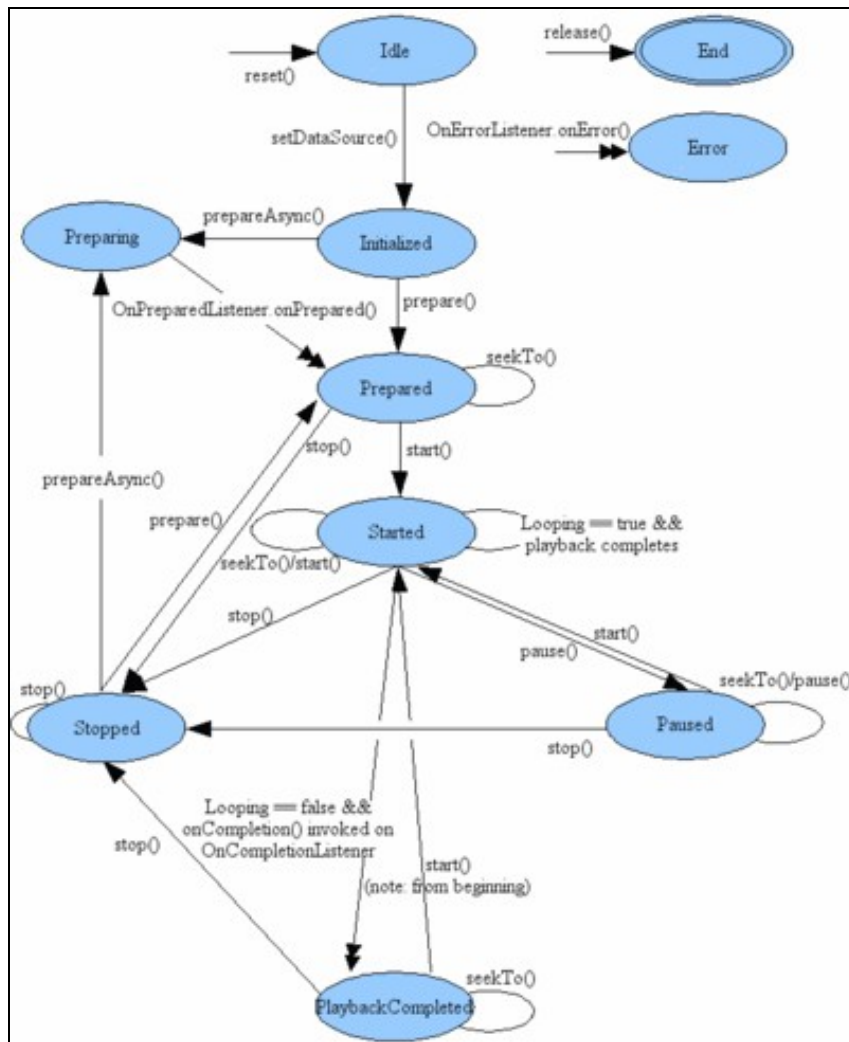 Idle
reset()
release()
End
OnErrorListener.onError()
Error
setDataSource()
Preparing
prepareAsync()
Initialized
OnPreparedListener.onPrepared()
prepare()
Prepared
seekTo()
stop()
start()
prepareAsync()
prepare()
Started
Looping == true &&
playback completes
seekTo()/start()
stop()
pause()
start()
stop()
Stopped
seekTo()/pause()
Paused
stop()
Looping == false &&
onCompletion() invoked on
OnCompletionListener
stop()
start()
(note: from beginning)
PlaybackCompleted
seekTo()